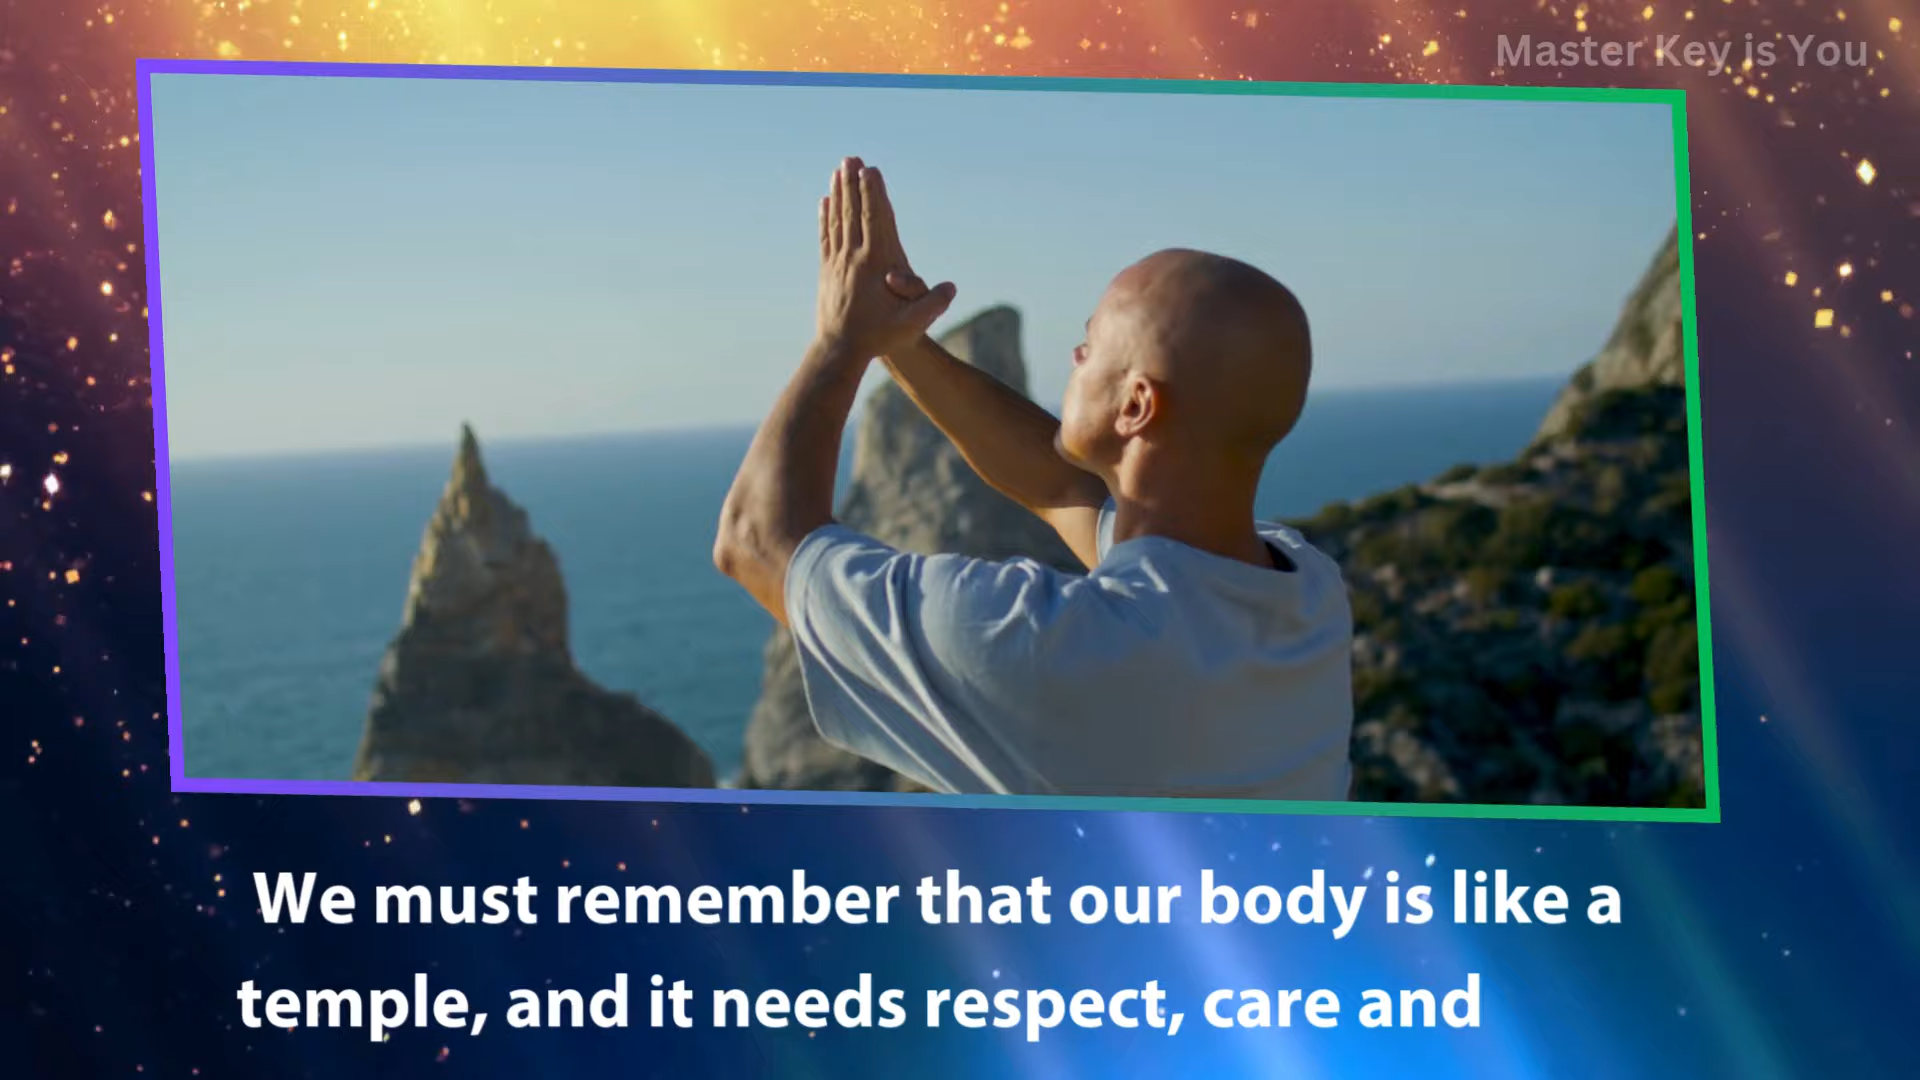 Master Key is You
We must remember that our body is like a
temple, and it needs respect, care and